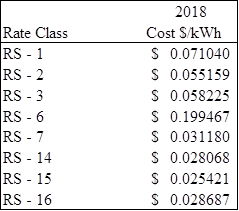 2018
Rate Class Cost $/kWh
RS - 1 $ 0.071040
RS - 2 $ 0.055159
RS - 3 $ 0.058225
RS - 6 $ 0.199467
RS - 7 $ 0.031180
RS - 14 $ 0.028068
RS - 15 $ 0.025421
RS - 16 $ 0.028687